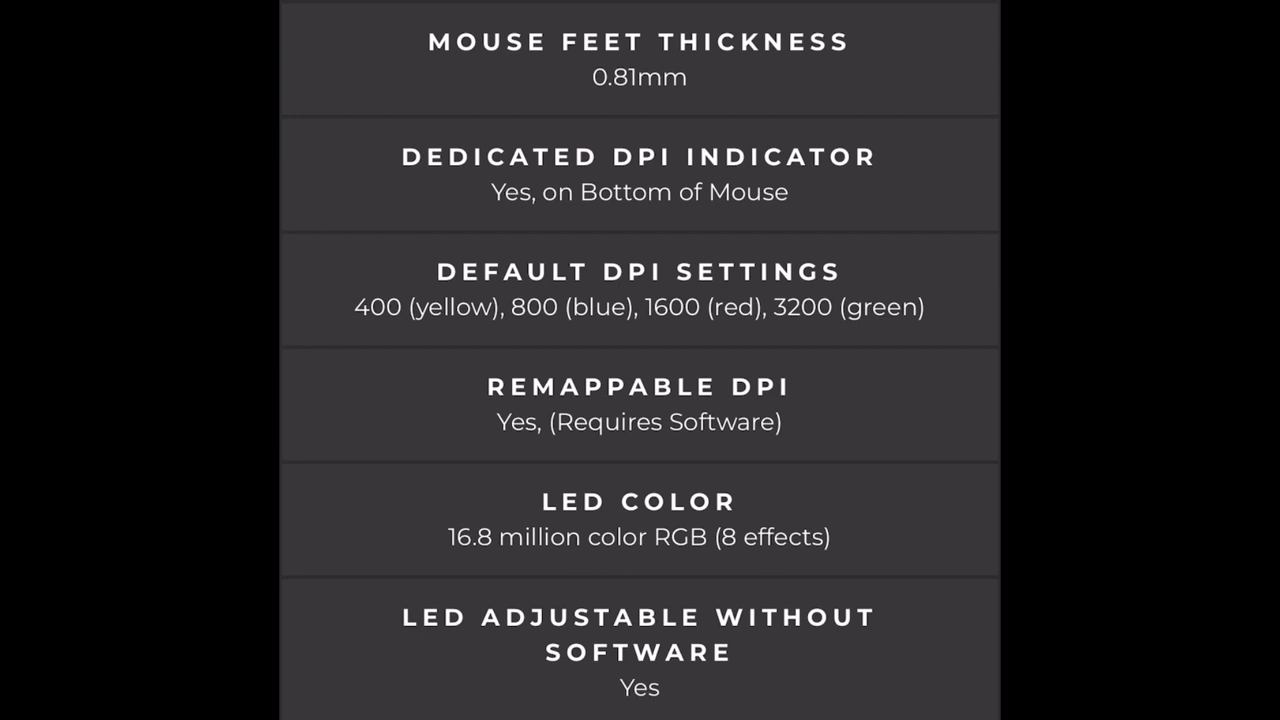 MOUSE FEET THICKNESS
0.81mm
DEDICATED DPI INDICATOR
Yes, on Bottom of Mouse
DEFAULT DPI SETTINGS
400 (yellow), 800 (blue), 1600 (red), 3200 (green)
REMAPPABLE DPI
Yes, (Requires Software)
LED COLOR
16.8 million color RGB (8 effects)
LED ADJUSTABLE WITHOUT
SOFTWARE
Yes